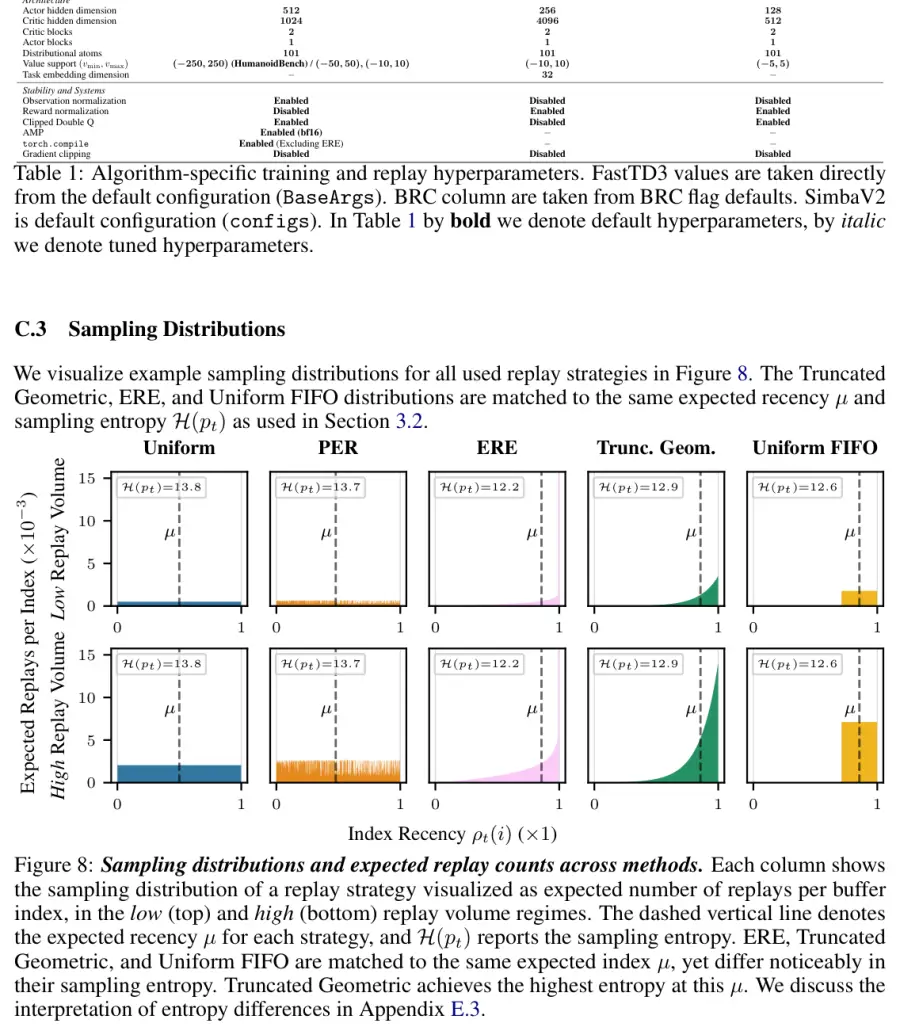 Architecture
Actor hidden dimension 512 256 128
Critic hidden dimension 1024 4096 512
Critic blocks 2 2 2
Actor blocks 1 1 1
Distributional atoms 101 101 101
Value support (v_min, v_max) (−250, 250) (HumanoidBench) / (−50, 50), (−10, 10) (−10, 10) (−5, 5)
Task embedding dimension − 32 −
Stability and Systems
Observation normalization Enabled Disabled Disabled
Reward normalization Disabled Enabled Enabled
Clipped Double Q Enabled Disabled Enabled
AMP Enabled (bf16) − −
torch.compile Enabled (Excluding ERE) − −
Gradient clipping Disabled Disabled Disabled
Table 1: Algorithm-specific training and replay hyperparameters. FastTD3 values are taken directly
from the default configuration (BaseArgs). BRC column are taken from BRC flag defaults. SimbaV2
is default configuration (configs). In Table 1 by bold we denote default hyperparameters, by italic
we denote tuned hyperparameters.
C.3 Sampling Distributions
We visualize example sampling distributions for all used replay strategies in Figure 8. The Truncated
Geometric, ERE, and Uniform FIFO distributions are matched to the same expected recency μ and
sampling entropy H(p_t) as used in Section 3.2.
Uniform PER ERE Trunc. Geom. Uniform FIFO
Expected Replays per Index (×10⁻³)
Low Replay Volume
15
10
5
0
H(p_t)=13.8 H(p_t)=13.7 H(p_t)=12.2 H(p_t)=12.9 H(p_t)=12.6
μ μ μ μ μ
0 1 0 1 0 1 0 1 0 1
High Replay Volume
15
10
5
0
H(p_t)=13.8 H(p_t)=13.7 H(p_t)=12.2 H(p_t)=12.9 H(p_t)=12.6
μ μ μ μ μ
0 1 0 1 0 1 0 1 0 1
Index Recency ρ_t(i) (×1)
Figure 8: Sampling distributions and expected replay counts across methods. Each column shows
the sampling distribution of a replay strategy visualized as expected number of replays per buffer
index, in the low (top) and high (bottom) replay volume regimes. The dashed vertical line denotes
the expected recency μ for each strategy, and H(p_t) reports the sampling entropy. ERE, Truncated
Geometric, and Uniform FIFO are matched to the same expected index μ, yet differ noticeably in
their sampling entropy. Truncated Geometric achieves the highest entropy at this μ. We discuss the
interpretation of entropy differences in Appendix E.3.